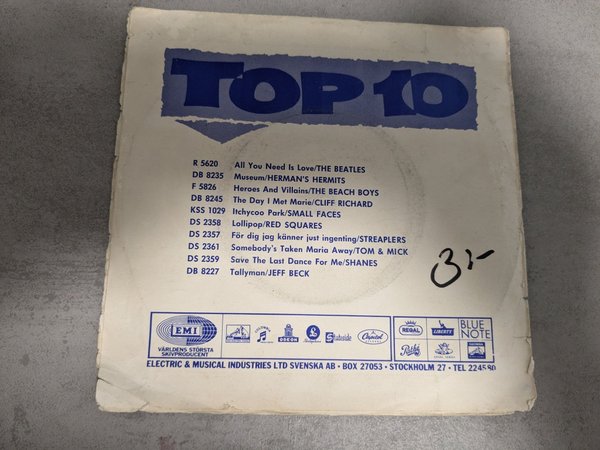 TOP 10
R 5620 All You Need Is Love/THE BEATLES
DB 8235 Museum/HERMAN'S HERMITS
F 5826 Heroes And Villains/THE BEACH BOYS
DB 8245 The Day I Met Marie/CLIFF RICHARD
KSS 1029 Itchycoo Park/SMALL FACES
DS 2358 Lollipop/RED SQUARES
DS 2357 För dig jag känner just ingenting/STREAPLERS
DS 2361 Somebody's Taken Maria Away/TOM & MICK
DS 2359 Save The Last Dance For Me/SHANES
DB 8227 Tallyman/JEFF BECK
3:-
EMI
VÄRLDENS STÖRSTA
SKIVPRODUCENT
COLUMBIA
ODEON
Stateside
Capitol
REGAL
LIBERTY
BLUE
NOTE
Pathé
ELECTRIC & MUSICAL INDUSTRIES LTD SVENSKA AB • BOX 27053 • STOCKHOLM 27 • TEL 224580